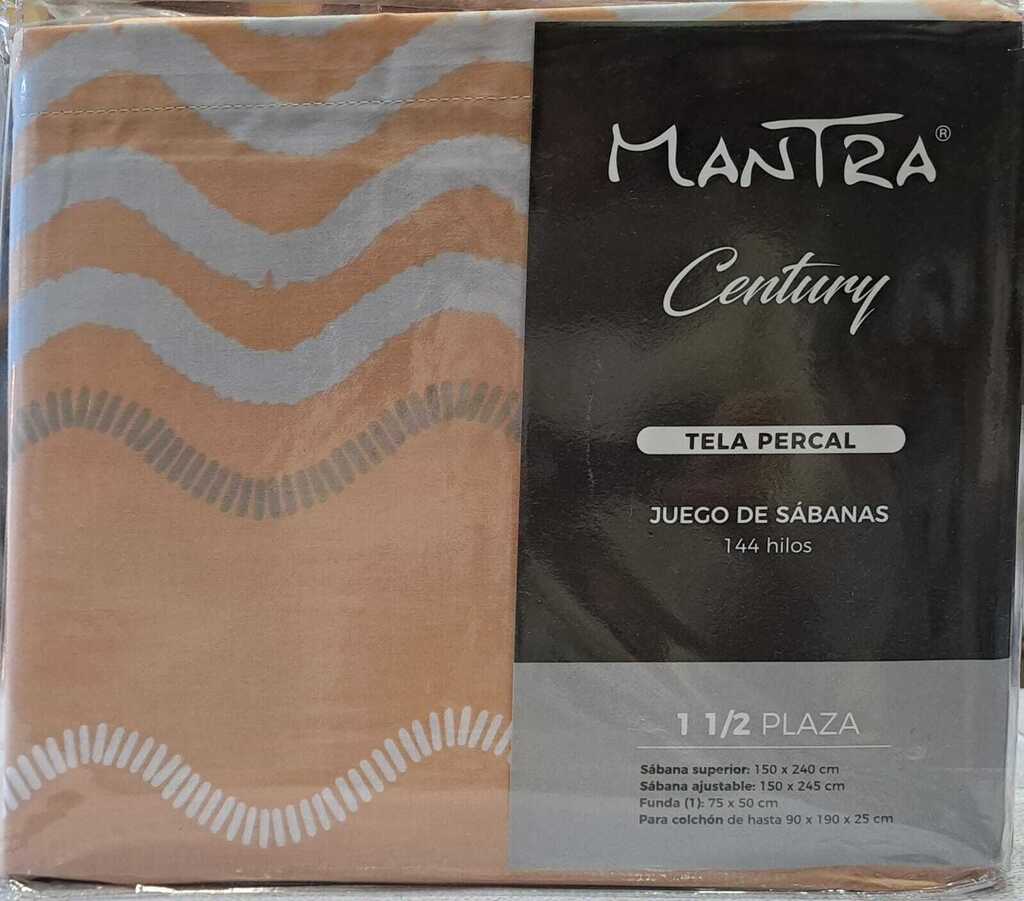 MANTRA®
Century
TELA PERCAL
JUEGO DE SÁBANAS
144 hilos
1 1/2 PLAZA
Sábana superior: 150 x 240 cm
Sábana ajustable: 150 x 245 cm
Funda (1): 75 x 50 cm
Para colchón de hasta 90 x 190 x 25 cm